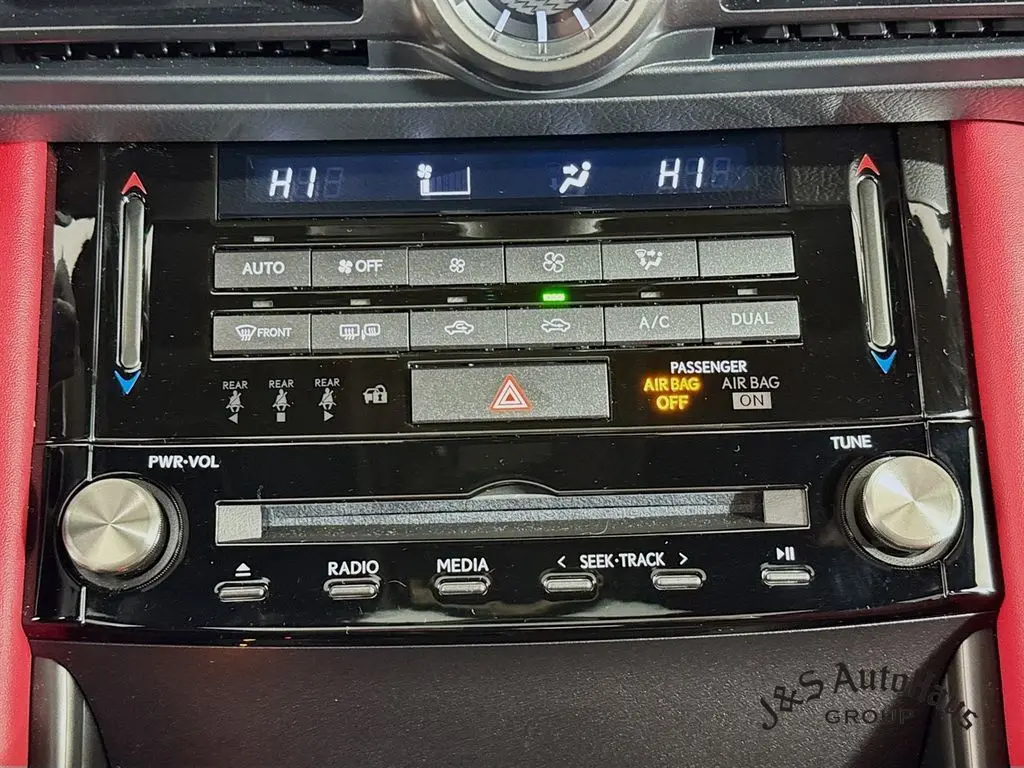 HI HI
AUTO OFF
FRONT A/C DUAL
REAR REAR REAR
PASSENGER
AIR BAG OFF
AIR BAG ON
PWR•VOL
TUNE
RADIO MEDIA < SEEK•TRACK >
J&S AutoHaus
GROUP